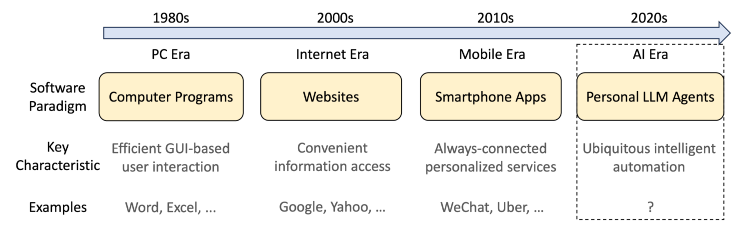 1980s 2000s 2010s 2020s
PC Era Internet Era Mobile Era AI Era
Software
Paradigm
Computer Programs Websites Smartphone Apps Personal LLM Agents
Key
Characteristic
Efficient GUI-based
user interaction
Convenient
information access
Always-connected
personalized services
Ubiquitous intelligent
automation
Examples Word, Excel, ... Google, Yahoo, ... WeChat, Uber, ... ?